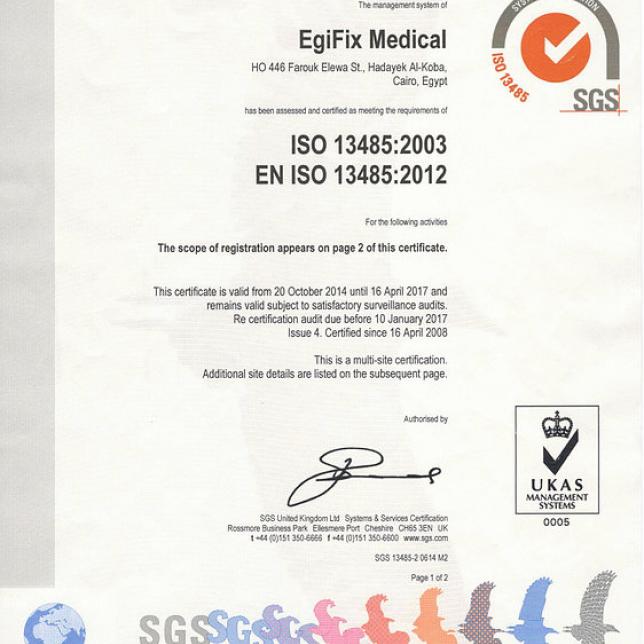 The management system of
EgiFix Medical
HO 446 Farouk Elewa St., Hadayek Al-Koba,
Cairo, Egypt
has been assessed and certified as meeting the requirements of
ISO 13485:2003
EN ISO 13485:2012
For the following activities
The scope of registration appears on page 2 of this certificate.
This certificate is valid from 20 October 2014 until 16 April 2017 and
remains valid subject to satisfactory surveillance audits.
Re certification audit due before 10 January 2017
Issue 4. Certified since 16 April 2008
This is a multi-site certification.
Additional site details are listed on the subsequent page.
Authorised by
SGS United Kingdom Ltd Systems & Services Certification
Rossmore Business Park Ellesmere Port Cheshire CH65 3EN UK
t +44 (0)151 350-6666 f +44 (0)151 350-6600 www.sgs.com
SGS 13485-2 0614 M2
Page 1 of 2
ISO 13485
SGS
UKAS
MANAGEMENT
SYSTEMS
0005
SGSSGSSGS